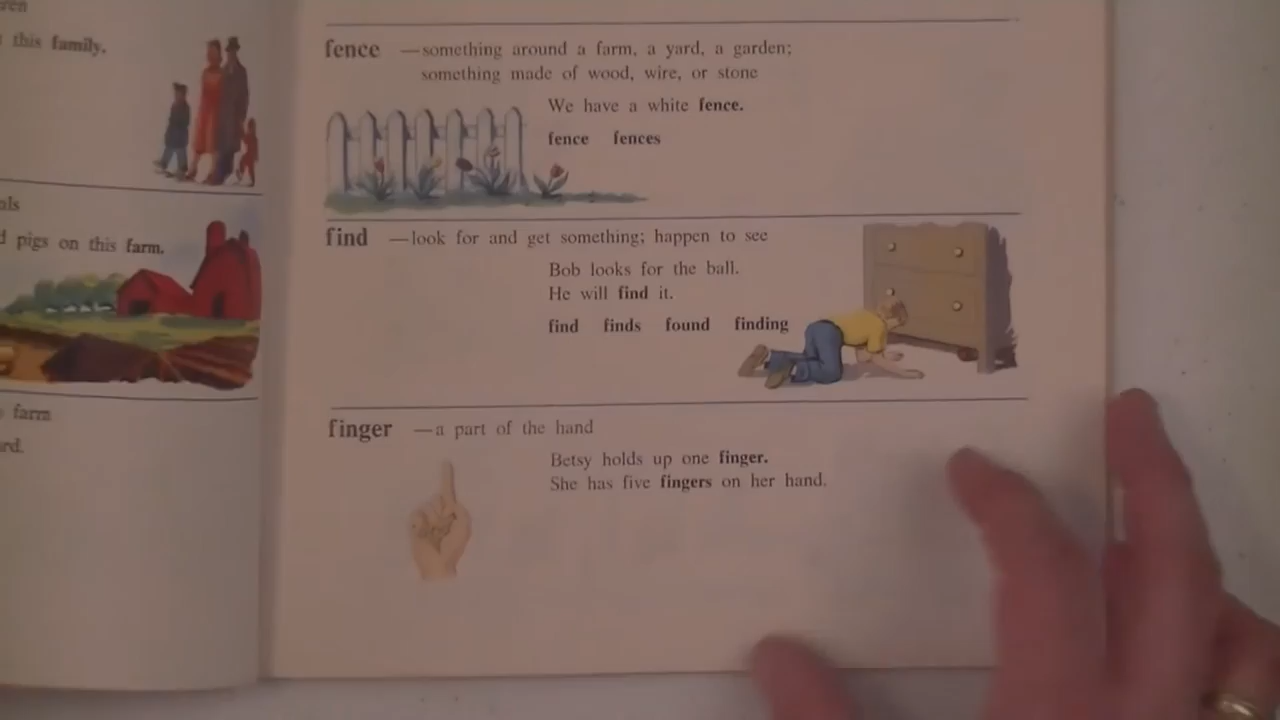 this family.
pigs on this farm.
farm
fence —something around a farm, a yard, a garden;
something made of wood, wire, or stone
We have a white fence.
fence fences
find —look for and get something; happen to see
Bob looks for the ball.
He will find it.
find finds found finding
finger —a part of the hand
Betsy holds up one finger.
She has five fingers on her hand.